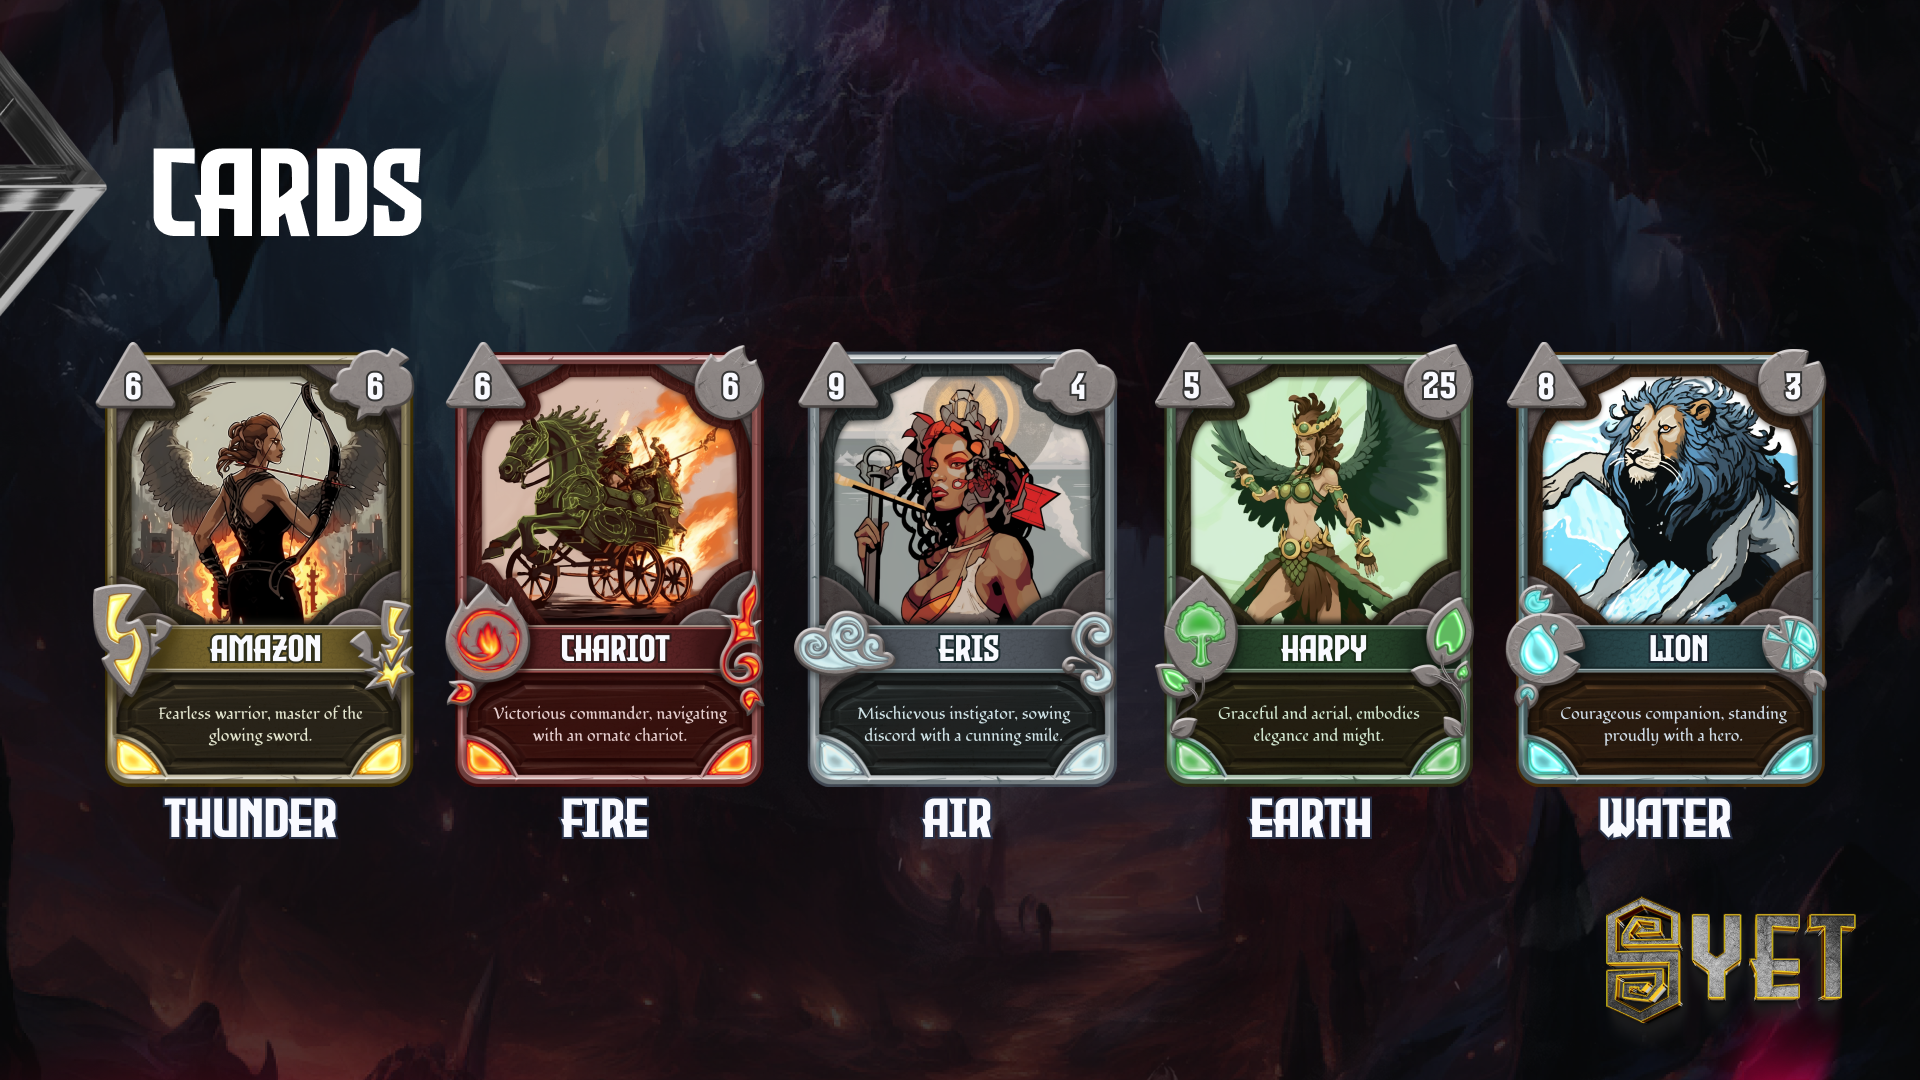 CARDS
6 6
AMAZON
Fearless warrior, master of the
glowing sword.
THUNDER
6 6
CHARIOT
Victorious commander, navigating
with an ornate chariot.
FIRE
9 4
ERIS
Mischievous instigator, sowing
discord with a cunning smile.
AIR
5 25
HARPY
Graceful and aerial, embodies
elegance and might.
EARTH
8 3
LION
Courageous companion, standing
proudly with a hero.
WATER
SYET